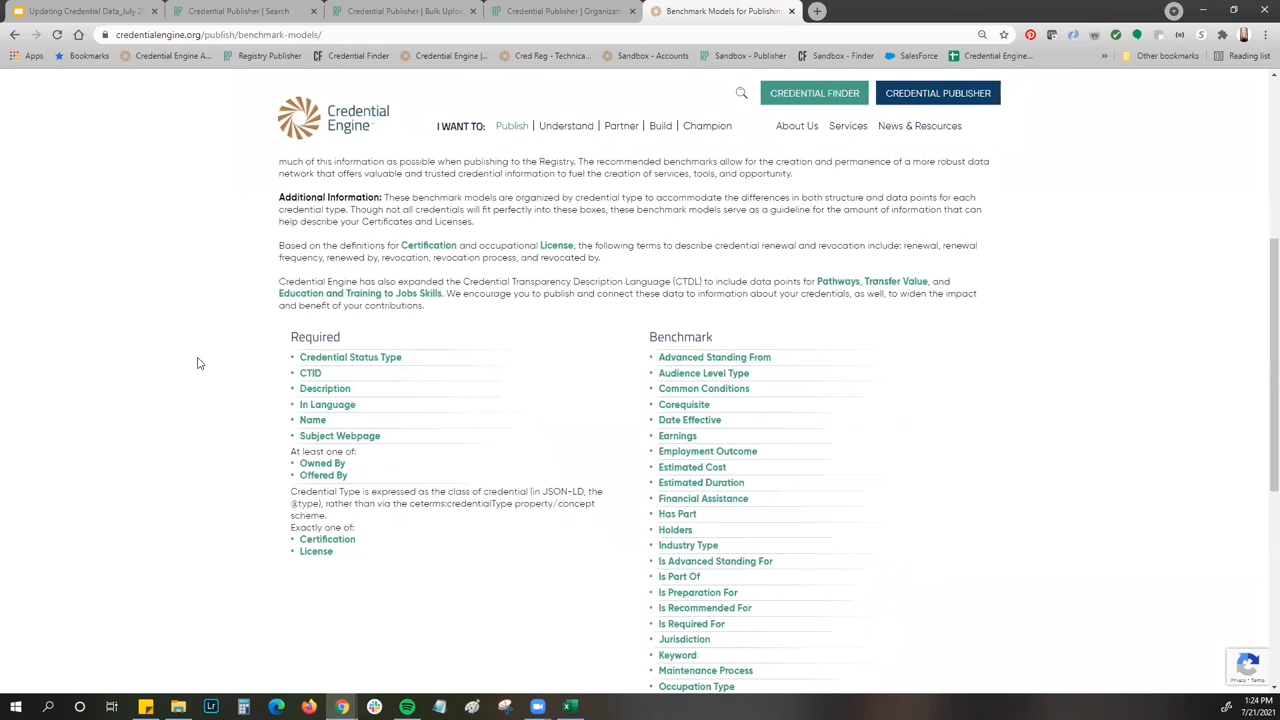 Updating Credential Data_July 2
Credential Publisher | Search
Credential Publisher | Bulk Uploa
Credential Publisher | Organizatio
Benchmark Models for Publishin
credentialengine.org/publish/benchmark-models/
Apps
Bookmarks
Credential Engine A...
Registry Publisher
Credential Finder
Credential Engine |...
Cred Reg - Technica...
Sandbox - Accounts
Sandbox - Publisher
Sandbox - Finder
SalesForce
Credential Engine (...
Other bookmarks
Reading list
CREDENTIAL FINDER
CREDENTIAL PUBLISHER
Credential
Engine
I WANT TO: Publish | Understand | Partner | Build | Champion
About Us Services News & Resources
much of this information as possible when publishing to the Registry. The recommended benchmarks allow for the creation and permanence of a more robust data
network that offers valuable and trusted credential information to fuel the creation of services, tools, and opportunity.
Additional Information: These benchmark models are organized by credential type to accommodate the differences in both structure and data points for each
credential type. Though not all credentials will fit perfectly into these boxes, these benchmark models serve as a guideline for the amount of information that can
help describe your Certificates and Licenses.
Based on the definitions for Certification and occupational License, the following terms to describe credential renewal and revocation include: renewal, renewal
frequency, renewed by, revocation, revocation process, and revocated by.
Credential Engine has also expanded the Credential Transparency Description Language (CTDL) to include data points for Pathways, Transfer Value, and
Education and Training to Jobs Skills. We encourage you to publish and connect these data to information about your credentials, as well, to widen the impact
and benefit of your contributions.
Required
• Credential Status Type
• CTID
• Description
• In Language
• Name
• Subject Webpage
At least one of:
• Owned By
• Offered By
Credential Type is expressed as the class of credential (in JSON-LD, the
@type), rather than via the ceterms:credentialType property/concept
scheme.
Exactly one of:
• Certification
• License
Benchmark
• Advanced Standing From
• Audience Level Type
• Common Conditions
• Corequisite
• Date Effective
• Earnings
• Employment Outcome
• Estimated Cost
• Estimated Duration
• Financial Assistance
• Has Part
• Holders
• Industry Type
• Is Advanced Standing For
• Is Part Of
• Is Preparation For
• Is Recommended For
• Is Required For
• Jurisdiction
• Keyword
• Maintenance Process
• Occupation Type
Privacy - Terms
1:24 PM
7/21/2021